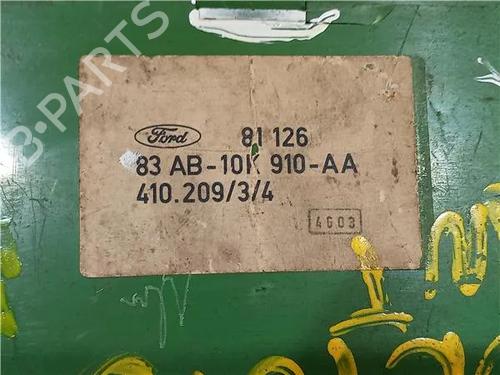 B-PARTS
Ford 81 126
83 AB-10K 910-AA
410.209/3/4
4603